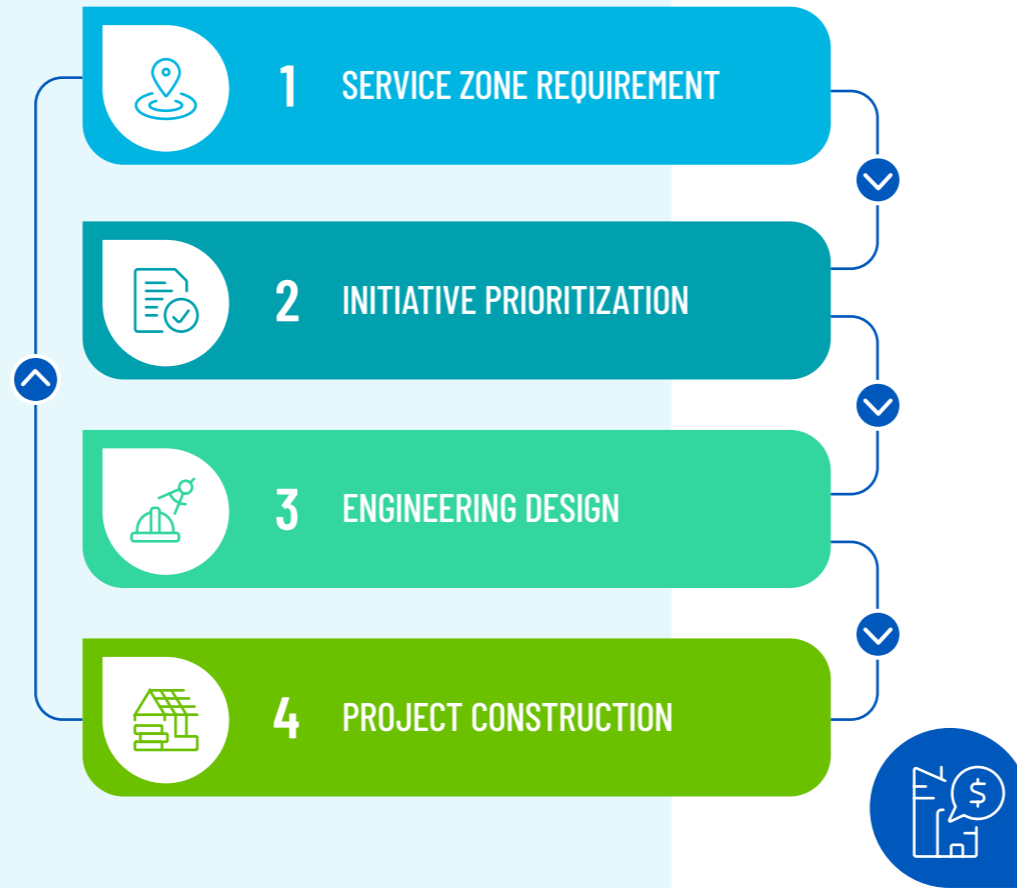 1 SERVICE ZONE REQUIREMENT
2 INITIATIVE PRIORITIZATION
3 ENGINEERING DESIGN
4 PROJECT CONSTRUCTION
$